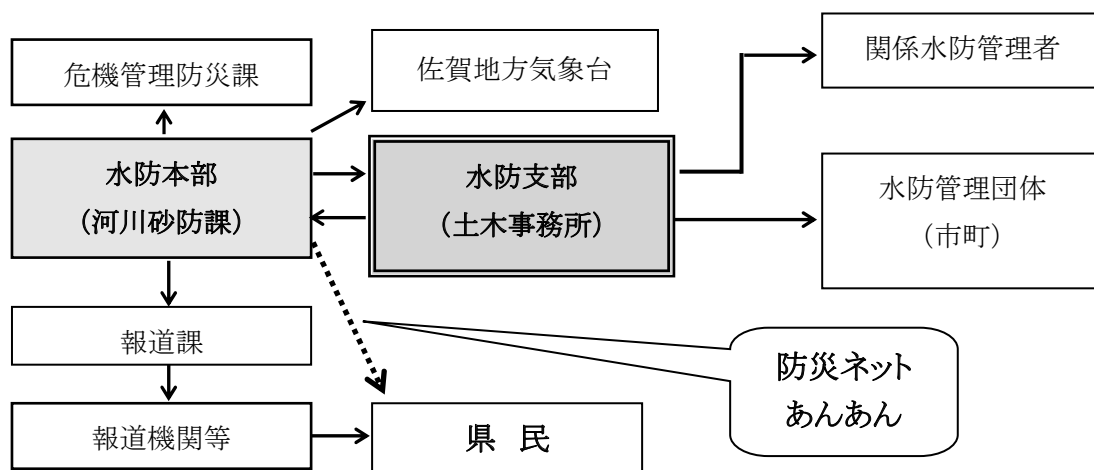 危機管理防災課
佐賀地方気象台
関係水防管理者
水防本部
(河川砂防課)
水防支部
(土木事務所)
水防管理団体
(市町)
報道課
防災ネット
あんあん
報道機関等
県 民